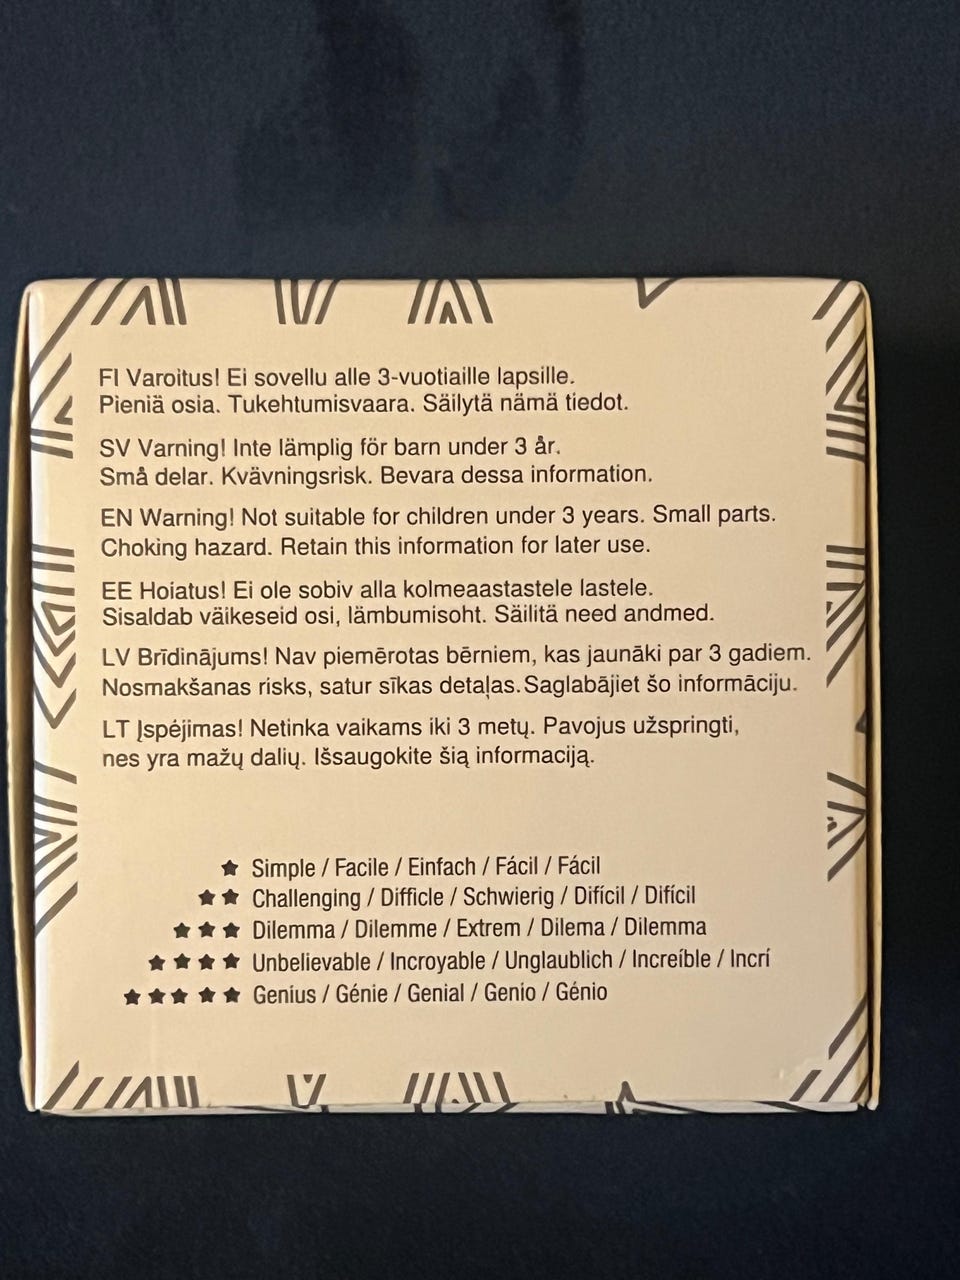 FI Varoitus! Ei sovellu alle 3-vuotiaille lapsille.
Pieniä osia. Tukehtumisvaara. Säilytä nämä tiedot.
SV Varning! Inte lämplig för barn under 3 år.
Små delar. Kvävningsrisk. Bevara dessa information.
EN Warning! Not suitable for children under 3 years. Small parts.
Choking hazard. Retain this information for later use.
EE Hoiatus! Ei ole sobiv alla kolmeaastastele lastele.
Sisaldab väikeseid osi, lämbumisoht. Säilitä need andmed.
LV Brīdinājums! Nav piemērotas bērniem, kas jaunāki par 3 gadiem.
Nosmakšanas risks, satur sīkas detaļas. Saglabājiet šo informāciju.
LT Įspėjimas! Netinka vaikams iki 3 metų. Pavojus užspringti,
nes yra mažų dalių. Išsaugokite šią informaciją.
★ Simple / Facile / Einfach / Fácil / Fácil
★★ Challenging / Difficle / Schwierig / Difícil / Difícil
★★★ Dilemma / Dilemme / Extrem / Dilema / Dilemma
★★★★ Unbelievable / Incroyable / Unglaublich / Increíble / Incrí
★★★★★ Genius / Génie / Genial / Genio / Génio